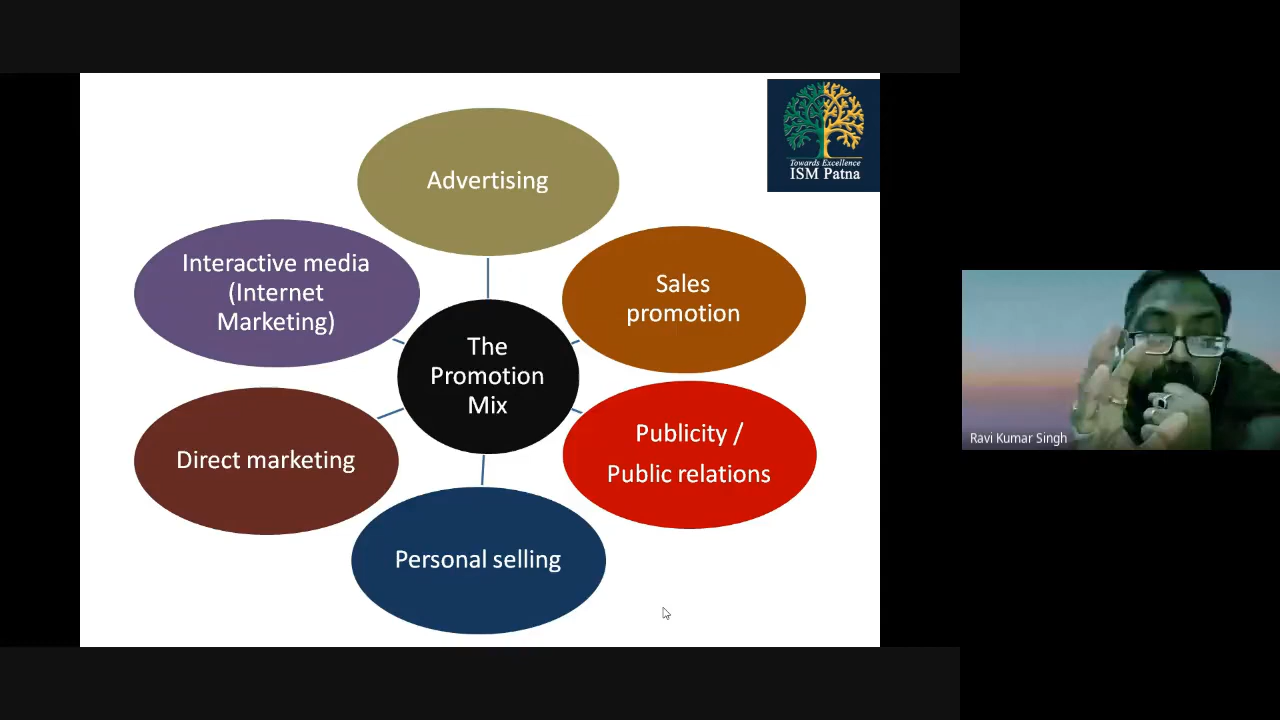 Towards Excellence
ISM Patna
Advertising
Interactive media
(Internet
Marketing)
Sales
promotion
The
Promotion
Mix
Direct marketing
Publicity /
Public relations
Personal selling
Ravi Kumar Singh